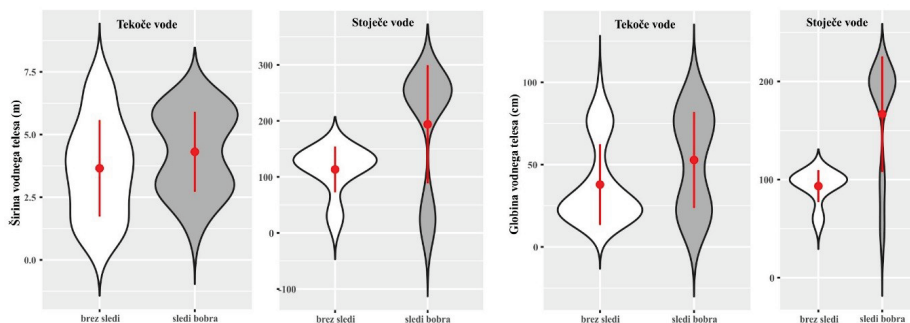 Tekoče vode
Širina vodnega telesa (m)
7.5
5.0
2.5
0.0
brez sledi
sledi bobra
Stoječe vode
300
200
100
0
-100
brez sledi
sledi bobra
Tekoče vode
Globina vodnega telesa (cm)
100
50
0
brez sledi
sledi bobra
Stoječe vode
200
100
0
brez sledi
sledi bobra